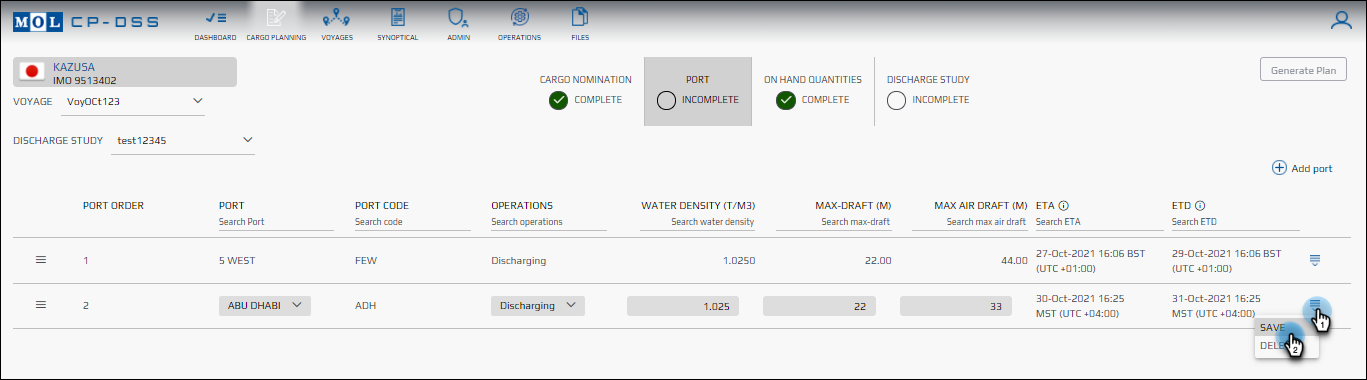 MOL CP-DSS
DASHBOARD CARGO PLANNING VOYAGES SYNOPTICAL ADMIN OPERATIONS FILES
KAZUSA
IMO 9513402
VOYAGE VoyOCt123
DISCHARGE STUDY test12345
CARGO NOMINATION PORT ON HAND QUANTITIES DISCHARGE STUDY
COMPLETE INCOMPLETE COMPLETE INCOMPLETE
Generate Plan
Add port
PORT ORDER PORT PORT CODE OPERATIONS WATER DENSITY (T/M3) MAX-DRAFT (M) MAX AIR DRAFT (M) ETA ETD
Search Port Search code Search operations Search water density Search max-draft Search max air draft Search ETA Search ETD
1 5 WEST FEW Discharging 1.0250 22.00 44.00 27-Oct-2021 16:06 BST 29-Oct-2021 16:06 BST
(UTC +01:00) (UTC +01:00)
2 ABU DHABI ADH Discharging 1.025 22 33 30-Oct-2021 16:25 31-Oct-2021 16:25
MST (UTC +04:00) MST (UTC +04:00)
1
SAVE
2